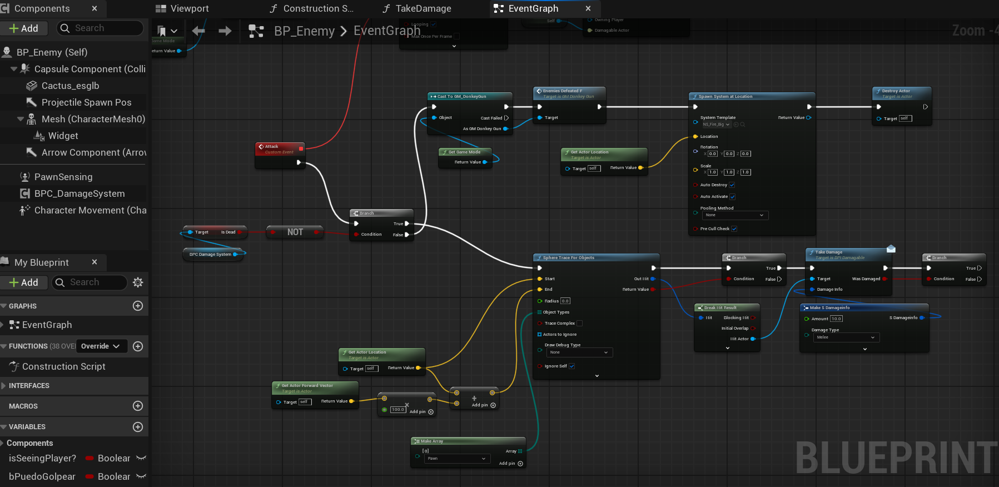 Components
Viewport
Construction S...
TakeDamage
EventGraph
Add
Search
BP_Enemy
EventGraph
Zoom -4
BP_Enemy (Self)
Capsule Component (Colli
Cactus_esglb
Projectile Spawn Pos
Mesh (CharacterMesh0)
Widget
Arrow Component (Arrow
PawnSensing
BPC_DamageSystem
Character Movement (Cha
My Blueprint
Add
Search
GRAPHS
EventGraph
FUNCTIONS (38 OVE
Override
Construction Script
INTERFACES
MACROS
VARIABLES
Components
isSeeingPlayer? Boolear
bPuedoGolpear Boolear
Game Mode
eturn Value
Looping
Max Once Per Frame
Self
Owning Player
Damagable Actor
Attack
Custom Event
Target Is Dead
BPC Damage System
NOT
Branch
True
Condition False
Cast To GM_DonkeyGun
Object Cast Failed
As GM Donkey Gun
Get Game Mode
Return Value
Enemies Defeated F
Target is GM Donkey Gun
Target
Get Actor Location
Target is Actor
Target self Return Value
Spawn System at Location
System Template Return Value
NS_Fire_Big
Location
Rotation
X 0.0 Y 0.0 Z 0.0
Scale
X 1.0 Y 1.0 Z 1.0
Auto Destroy
Auto Activate
Pooling Method
None
Pre Cull Check
Destroy Actor
Target is Actor
Target self
Sphere Trace For Objects
Start Out Hit
End Return Value
Radius 0.0
Object Types
Trace Complex
Actors to Ignore
Draw Debug Type
None
Ignore Self
Branch
True
Condition False
Take Damage
Target is BPI Damagable
Target Was Damaged
Damage Info
Branch
True
Condition False
Break Hit Result
Hit Blocking Hit
Initial Overlap
Hit Actor
Make S Damageinfo
Amount 10.0 S Damageinfo
Damage Type
Melee
Get Actor Location
Target is Actor
Target self Return Value
Get Actor Forward Vector
Target is Actor
Target self Return Value
100.0 Add pin
Add pin
Make Array
[0] Array
Pawn
Add pin
BLUEPRINT